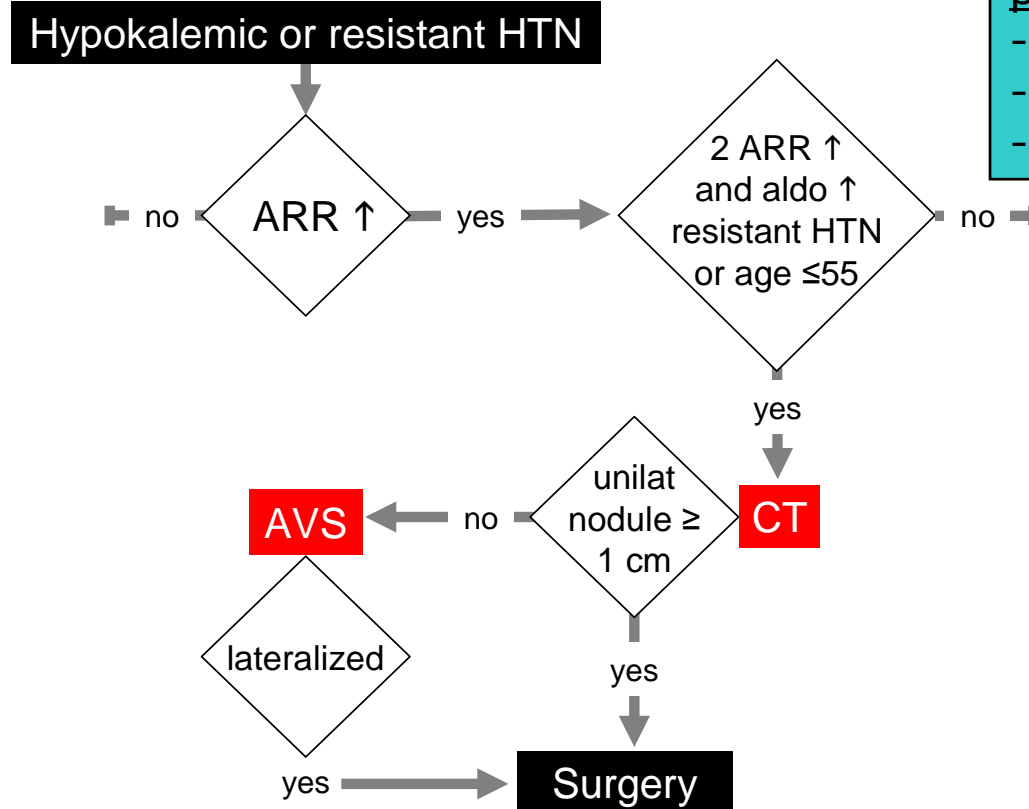 Hypokalemic or resistant HTN
no
ARR ↑
yes
2 ARR ↑
and aldo ↑
resistant HTN
or age ≤55
no
-
-
-
yes
CT
unilat
nodule ≥
1 cm
no
AVS
lateralized
yes
yes
Surgery